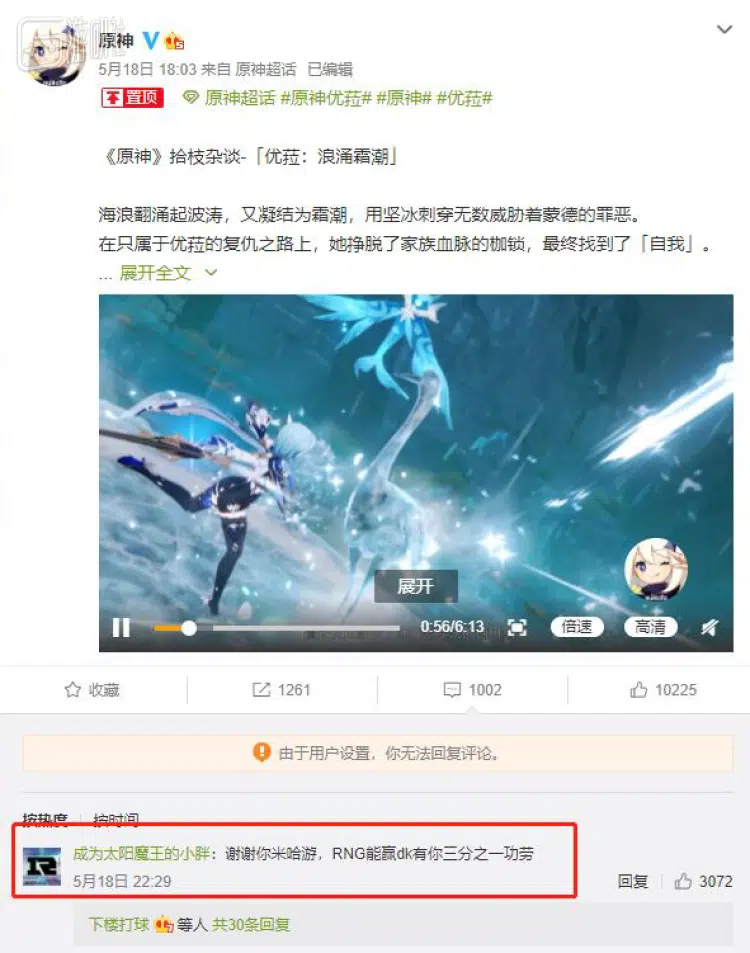 原神
5月18日 18:03 来自 原神超话 已编辑
置顶 原神超话 #原神优菈# #原神# #优菈#
《原神》拾枝杂谈-「优菈：浪涌霜潮」
海浪翻涌起波涛，又凝结为霜潮，用坚冰刺穿无数威胁着蒙德的罪恶。
在只属于优菈的复仇之路上，她挣脱了家族血脉的枷锁，最终找到了「自我」。
... 展开全文
展开
0:56/6:13 倍速 高清
收藏 1261 1002 10225
由于用户设置，你无法回复评论。
按热度 按时间
成为太阳魔王的小胖：谢谢你米哈游，RNG能赢dk有你三分之一功劳
5月18日 22:29 回复 3072
下楼打球 等人 共30条回复